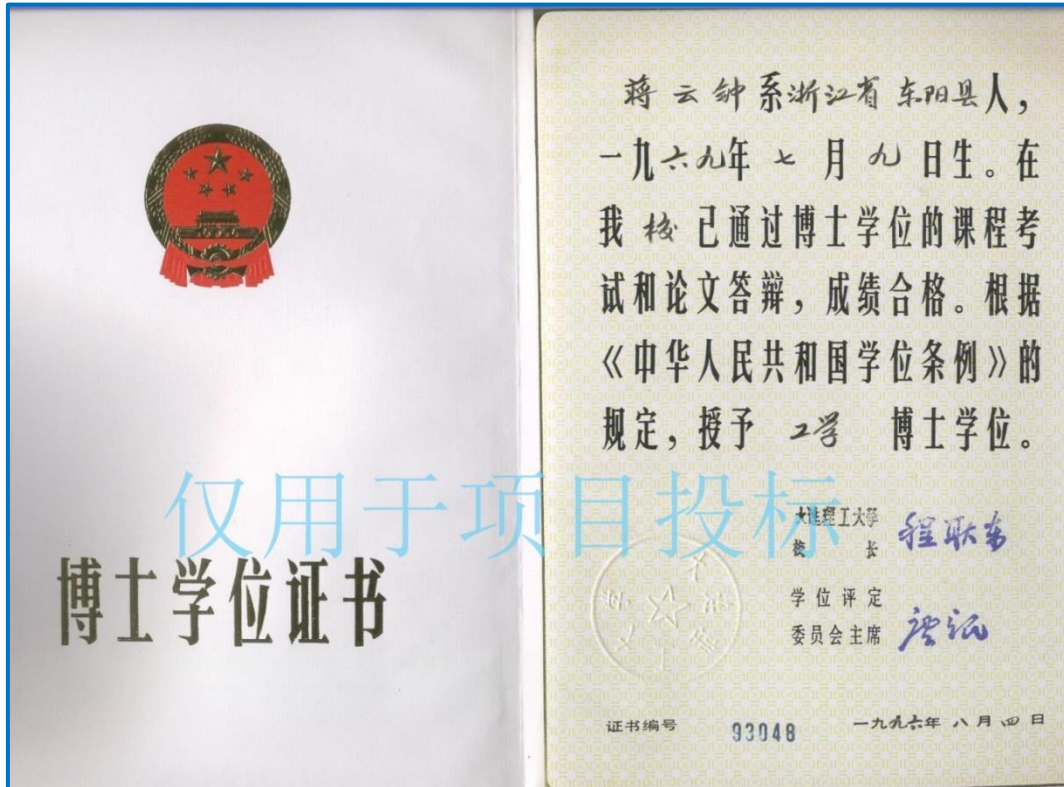 博士学位证书
蒋云钟系浙江省东阳县人，
一九六九年七月九日生。在
我校已通过博士学位的课程考
试和论文答辩，成绩合格。根据
《中华人民共和国学位条例》的
规定，授予 工学 博士学位。
仅用于项目投标
大连理工大学
校 长
学位评定
委员会主席
证书编号 93048 一九九六年八月四日